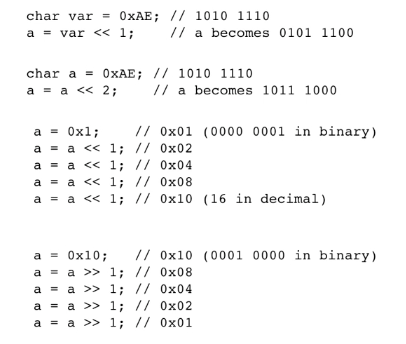 char var = 0xAE; // 1010 1110
a = var << 1; // a becomes 0101 1100
char a = 0xAE; // 1010 1110
a = a << 2; // a becomes 1011 1000
a = 0x1; // 0x01 (0000 0001 in binary)
a = a << 1; // 0x02
a = a << 1; // 0x04
a = a << 1; // 0x08
a = a << 1; // 0x10 (16 in decimal)
a = 0x10; // 0x10 (0001 0000 in binary)
a = a >> 1; // 0x08
a = a >> 1; // 0x04
a = a >> 1; // 0x02
a = a >> 1; // 0x01